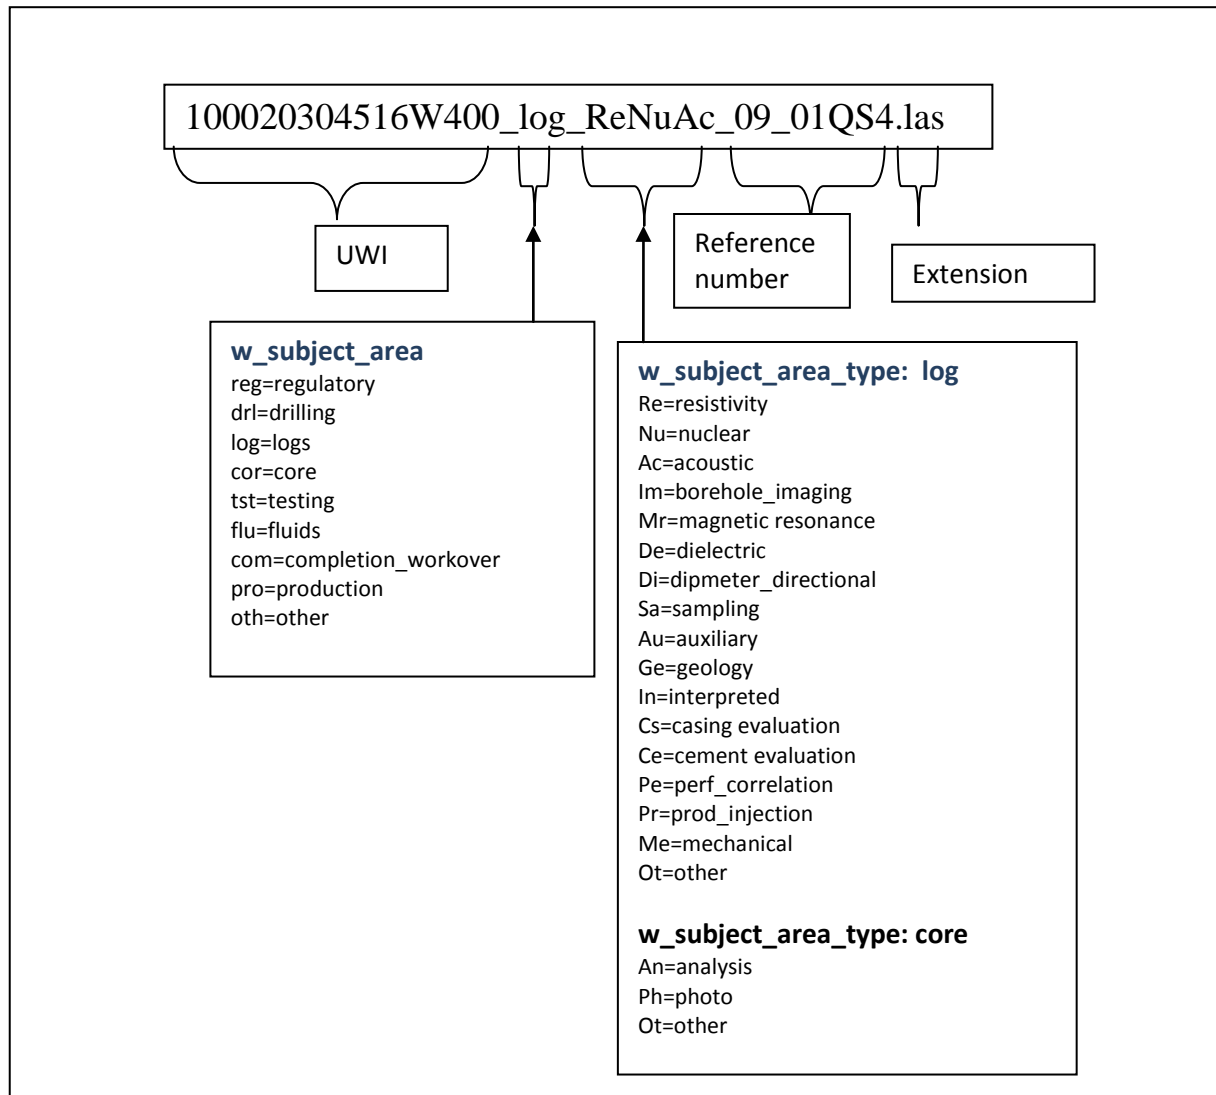 100020304516W400_log_ReNuAc_09_01QS4.las
UWI
Reference
number
Extension
w_subject_area
reg=regulatory
drl=drilling
log=logs
cor=core
tst=testing
flu=fluids
com=completion_workover
pro=production
oth=other
w_subject_area_type:  log
Re=resistivity
Nu=nuclear
Ac=acoustic
Im=borehole_imaging
Mr=magnetic resonance
De=dielectric
Di=dipmeter_directional
Sa=sampling
Au=auxiliary
Ge=geology
In=interpreted
Cs=casing evaluation
Ce=cement evaluation
Pe=perf_correlation
Pr=prod_injection
Me=mechanical
Ot=other
w_subject_area_type: core
An=analysis
Ph=photo
Ot=other